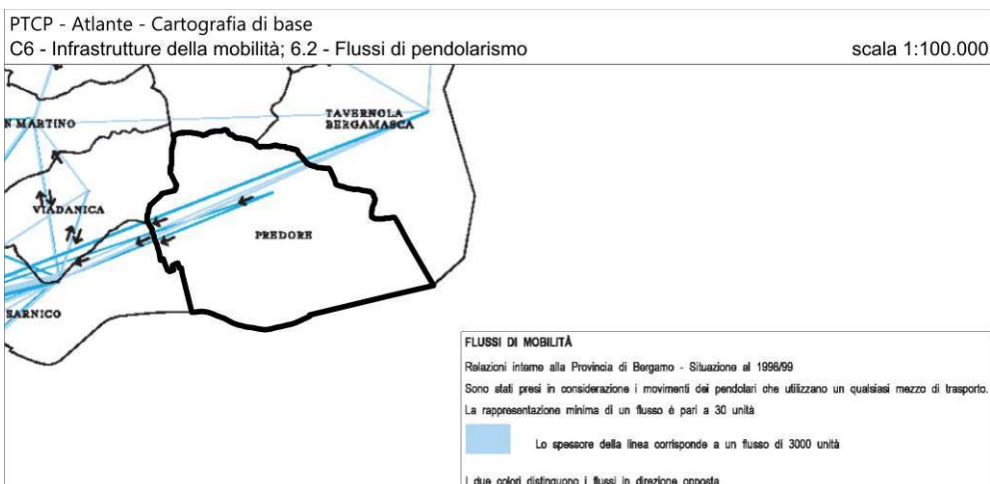 PTCP - Atlante - Cartografia di base
C6 - Infrastrutture della mobilità; 6.2 - Flussi di pendolarismo
scala 1:100.000
N MARTINO
TAVERNOLA
BERGAMASCA
VIADANICA
PREDORE
SARNICO
FLUSSI DI MOBILITÀ
Relazioni interne alla Provincia di Bergamo - Situazione al 1998/99
Sono stati presi in considerazione i movimenti dei pendolari che utilizzano un qualsiasi mezzo di trasporto.
La rappresentazione minima di un flusso è pari a 30 unità
Lo spessore della linea corrisponde a un flusso di 3000 unità
I due colori distinguono i flussi in direzione opposta